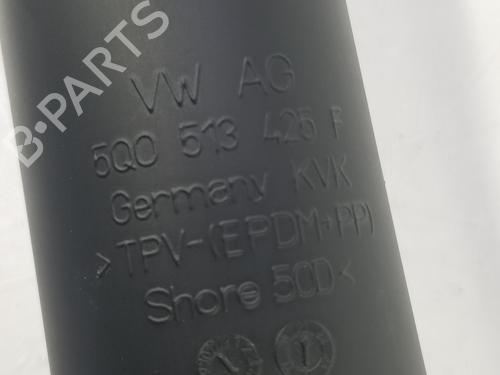 B-PARTS
VW AG
5Q0 513 425 F
Germany KVK
>TPV-(EPDM+PP)
Shore 50D<